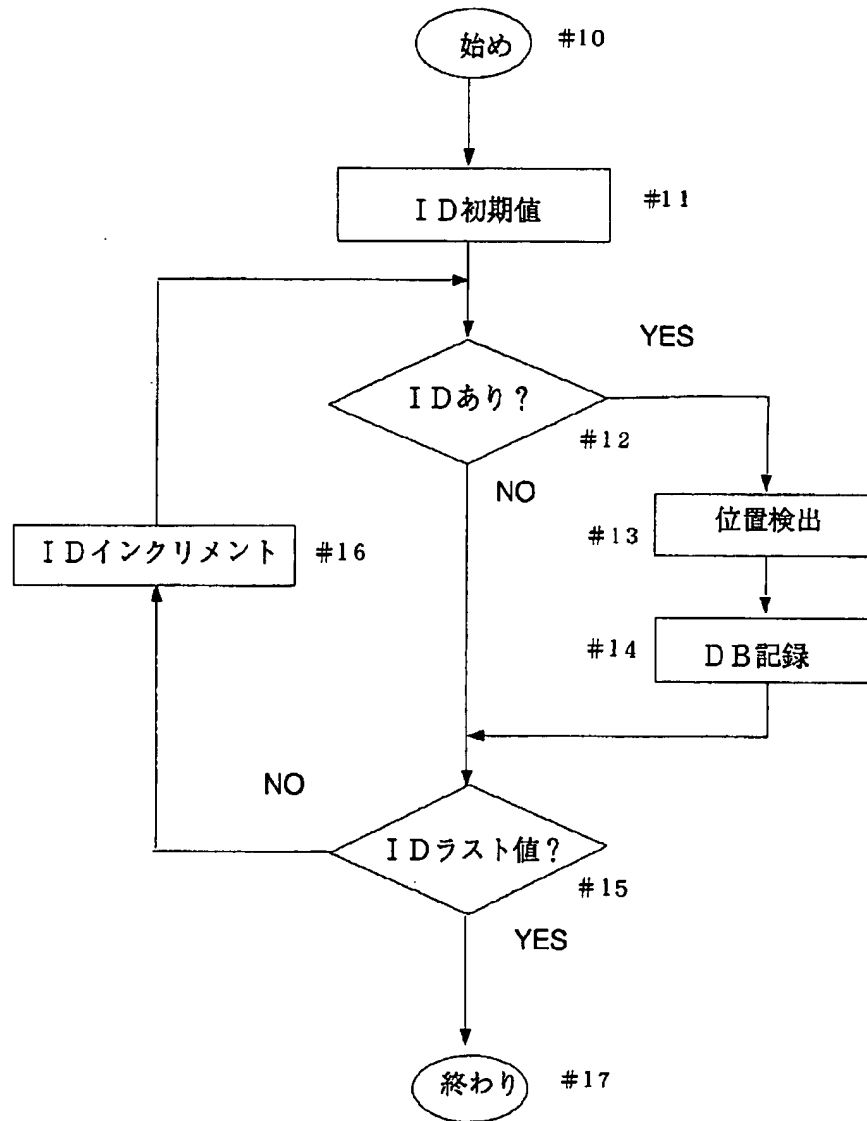 始め #10
ID初期値 #11
YES
IDあり?
#12
NO
位置検出
#13
IDインクリメント #16
#14 DB記録
NO
IDラスト値?
#15
YES
終わり #17